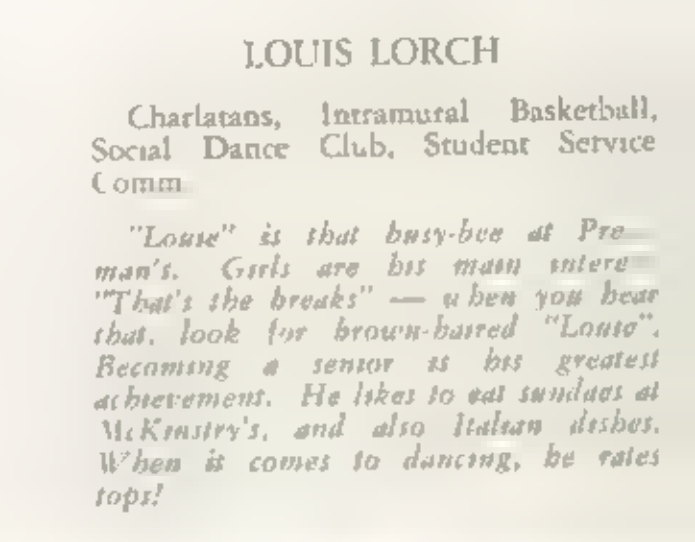 LOUIS LORCH
Charlatans, Intramural Basketball,
Social Dance Club, Student Service
Comm
"Louie" is that busy-bee at Pre
man's. Girls are his main intere
"That's the breaks" — when you hear
that, look for brown-haired "Louie".
Becoming a senior is his greatest
achievement. He likes to eat sundaes at
McKinstry's, and also Italian dishes.
When it comes to dancing, he rates
tops!